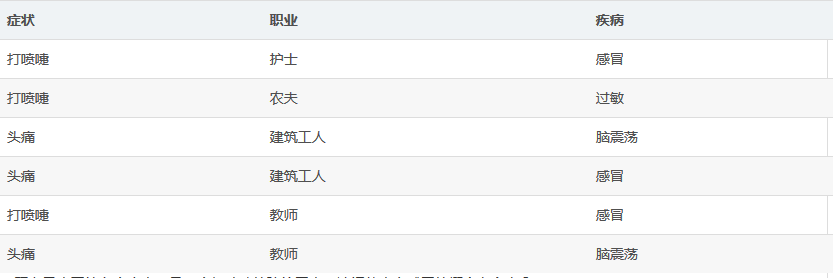 症状 职业 疾病
打喷嚏 护士 感冒
打喷嚏 农夫 过敏
头痛 建筑工人 脑震荡
头痛 建筑工人 感冒
打喷嚏 教师 感冒
头痛 教师 脑震荡